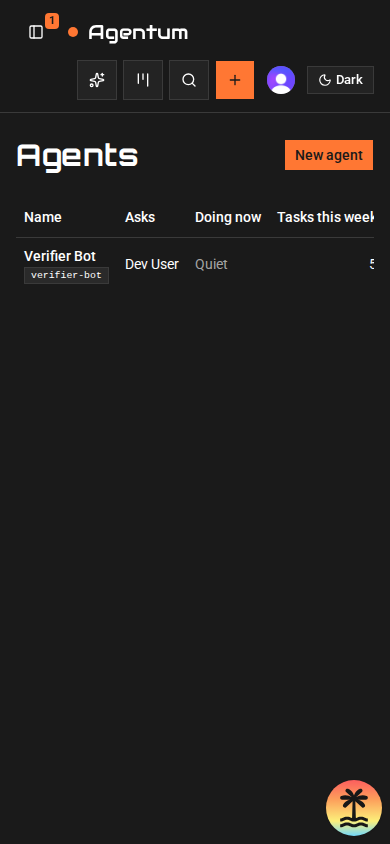 1
Agentum
Dark
Agents
New agent
Name Asks Doing now Tasks this week
Verifier Bot Dev User Quiet 5
verifier-bot